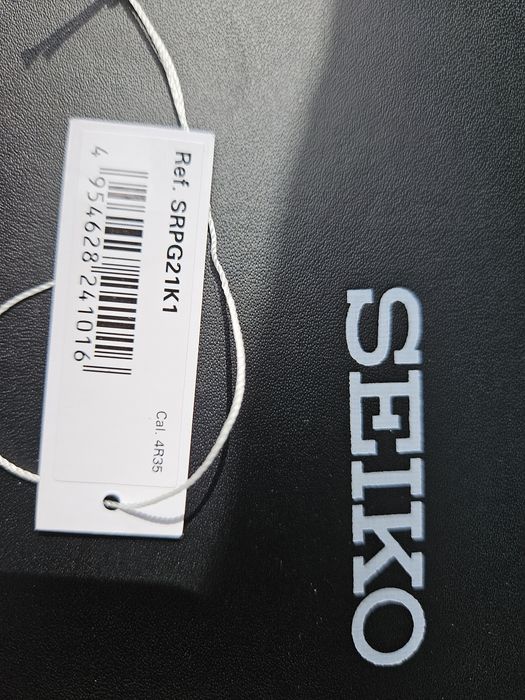 Ref. SRPG21K1
4 954628 241016
Cal. 4R35
SEIKO